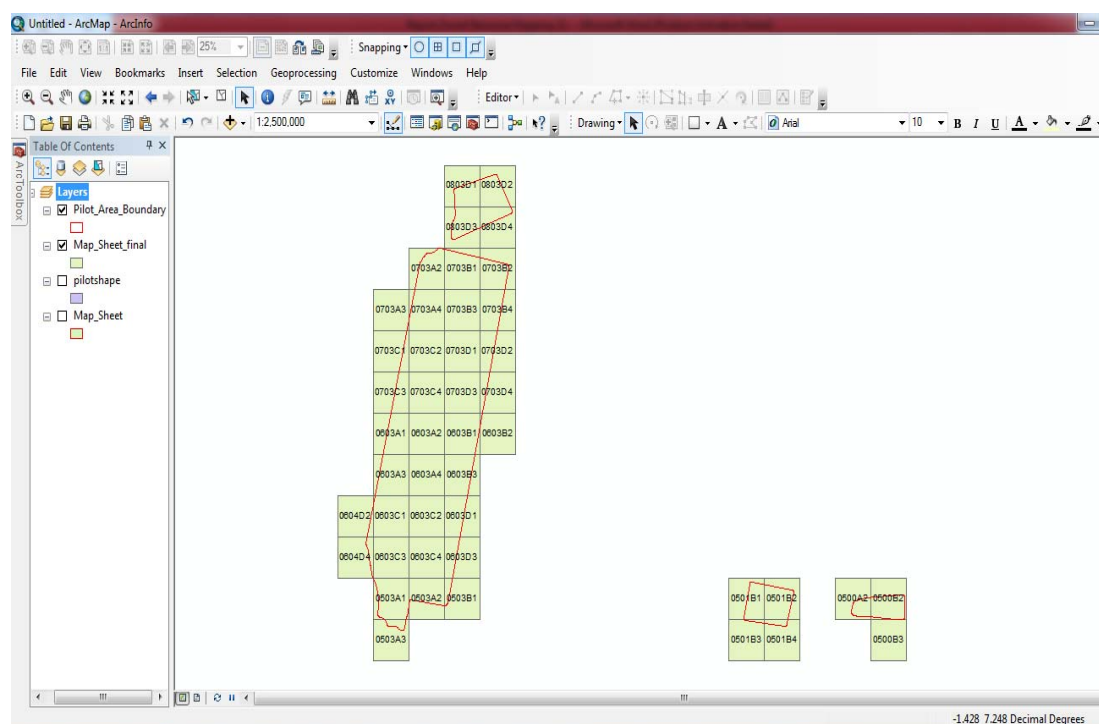 Untitled - ArcMap - ArcInfo
25% Snapping
File Edit View Bookmarks Insert Selection Geoprocessing Customize Windows Help
Editor
1:2,500,000 Drawing A Arial 10 B I U A
Table Of Contents
ArcToolbox
Layers
Pilot_Area_Boundary
Map_Sheet_final
pilotshape
Map_Sheet
0803D1 0803D2
0803D3 0803D4
0703A2 0703B1 0703B2
0703A3 0703A4 0703B3 0703B4
0703C1 0703C2 0703D1 0703D2
0703C3 0703C4 0703D3 0703D4
0603A1 0603A2 0603B1 0603B2
0603A3 0603A4 0603B3
0604D2 0603C1 0603C2 0603D1
0604D4 0603C3 0603C4 0603D3
0503A1 0503A2 0503B1 0501B1 0501B2 0500A2 0500B2
0503A3 0501B3 0501B4 0500B3
-1.428 7.248 Decimal Degrees